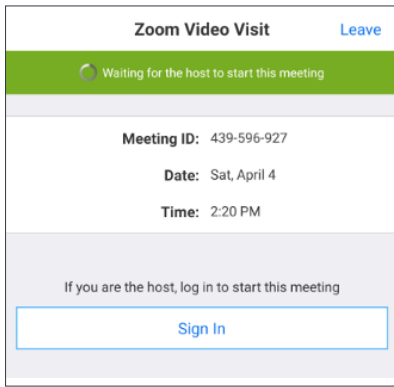 Zoom Video Visit Leave
Waiting for the host to start this meeting
Meeting ID: 439-596-927
Date: Sat, April 4
Time: 2:20 PM
If you are the host, log in to start this meeting
Sign In